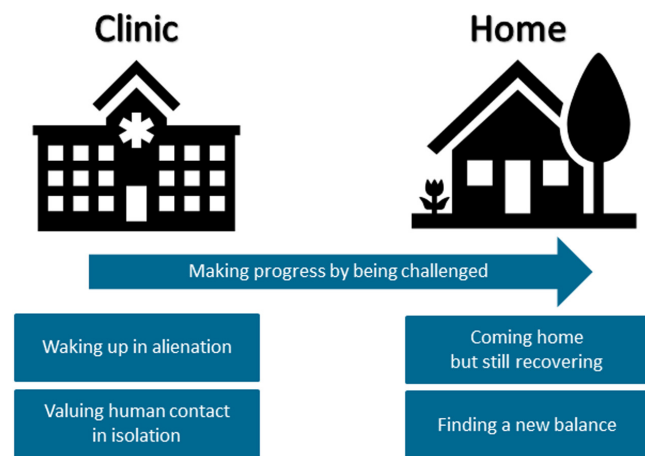 Clinic
Home
Making progress by being challenged
Waking up in alienation
Coming home
but still recovering
Valuing human contact
in isolation
Finding a new balance